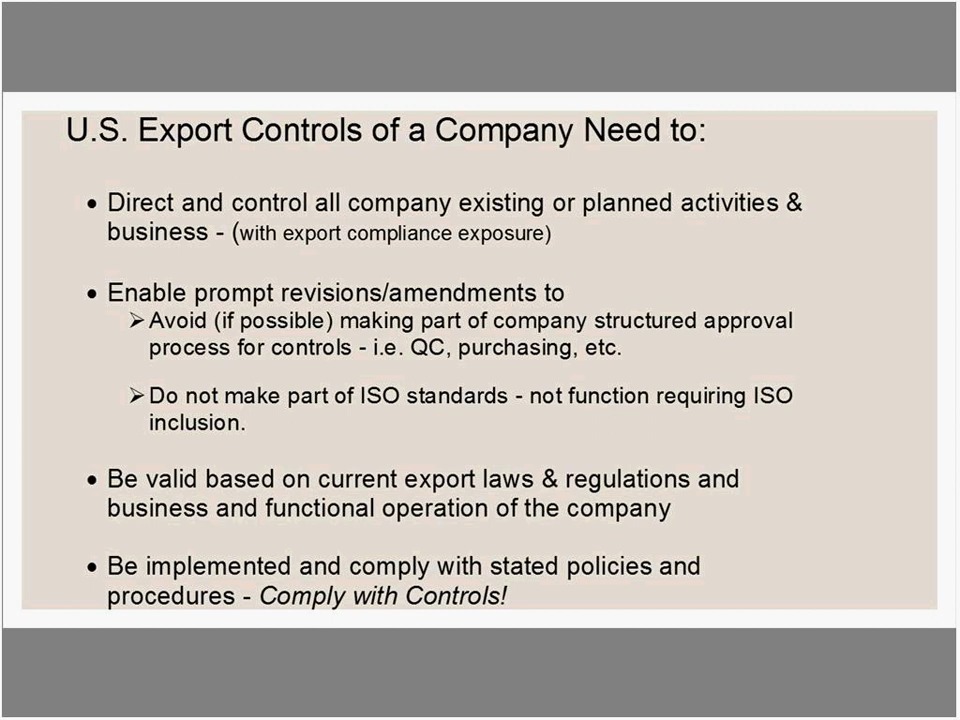 U.S. Export Controls of a Company Need to:
• Direct and control all company existing or planned activities &
business - (with export compliance exposure)
• Enable prompt revisions/amendments to
➢ Avoid (if possible) making part of company structured approval
process for controls - i.e. QC, purchasing, etc.
➢ Do not make part of ISO standards - not function requiring ISO
inclusion.
• Be valid based on current export laws & regulations and
business and functional operation of the company
• Be implemented and comply with stated policies and
procedures - Comply with Controls!